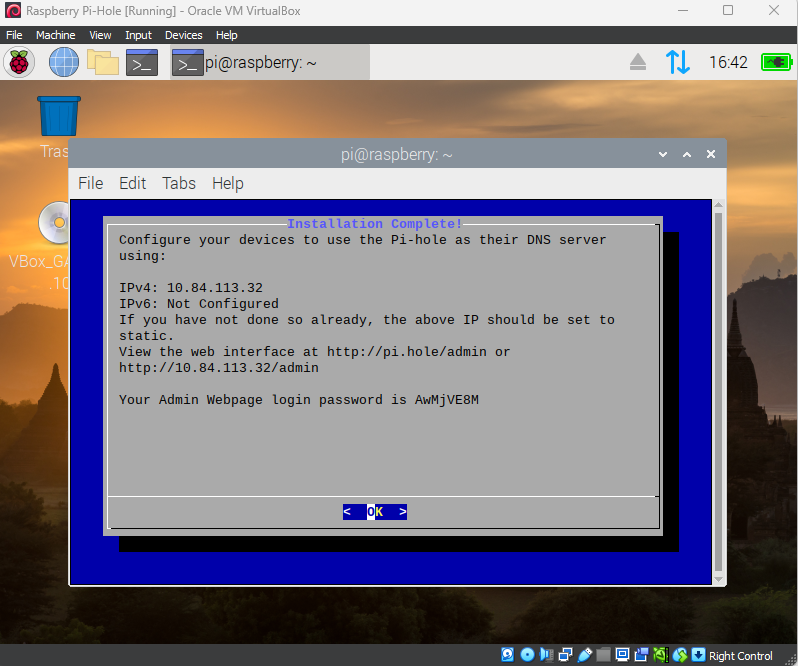 Raspberry Pi-Hole [Running] - Oracle VM VirtualBox
File Machine View Input Devices Help
pi@raspberry: ~ 16:42
Tras
pi@raspberry: ~
File Edit Tabs Help
VBox_GA
.10
Installation Complete!
Configure your devices to use the Pi-hole as their DNS server
using:
IPv4: 10.84.113.32
IPv6: Not Configured
If you have not done so already, the above IP should be set to
static.
View the web interface at http://pi.hole/admin or
http://10.84.113.32/admin
Your Admin Webpage login password is AwMjVE8M
< OK >
Right Control